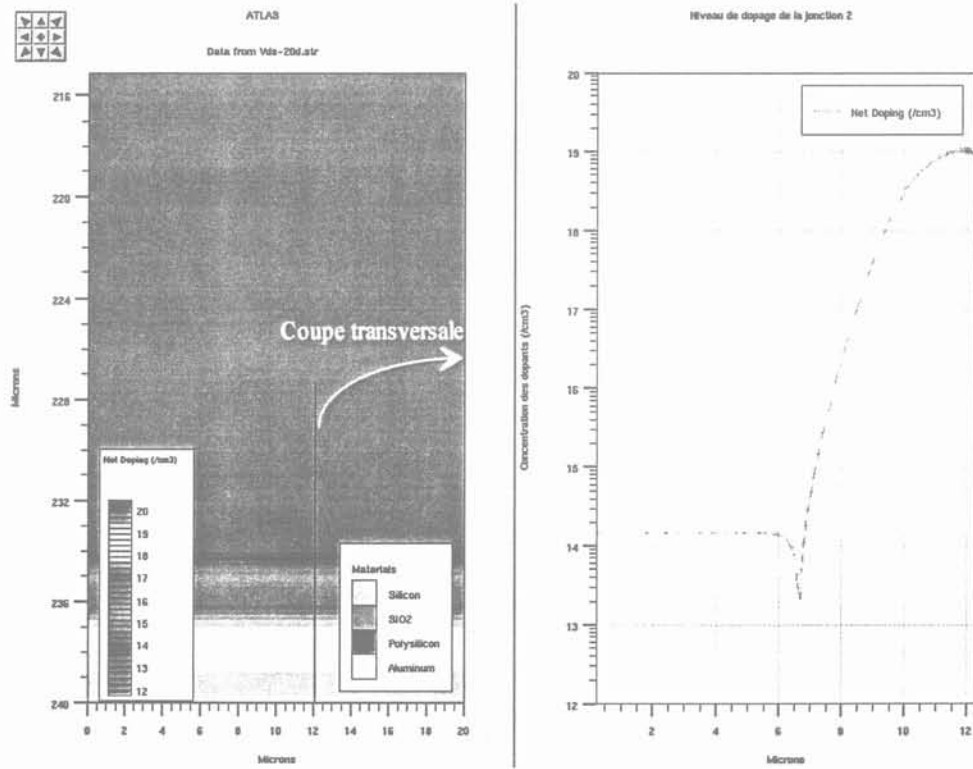 ATLAS
Data from Vds-20d.str
216
220
224
228
232
236
240
Microns
Coupe transversale
Net Doping (/cm3)
20
19
18
17
16
15
14
13
12
Materials
Silicon
SiO2
Polysilicon
Aluminum
0
2
4
6
8
10
12
14
16
18
20
Microns
Niveau de dopage de la jonction 2
Net Doping (/cm3)
Concentration des dopants (/cm3)
20
19
18
17
16
15
14
13
12
2
4
6
8
10
12
Microns